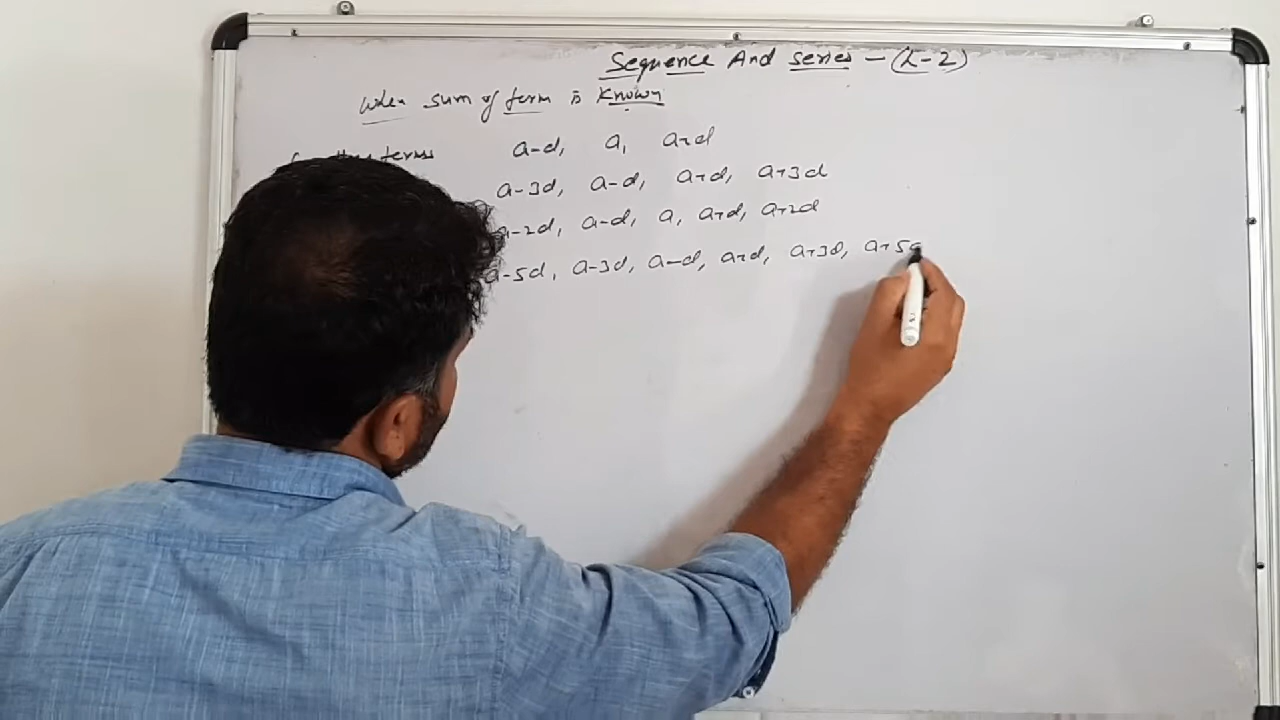 Sequence And series - (L-2)
When sum of term is known
terms a-d, a, a+d
a-3d, a-d, a+d, a+3d
a-2d, a-d, a, a+d, a+2d
a-5d, a-3d, a-d, a+d, a+3d, a+5d